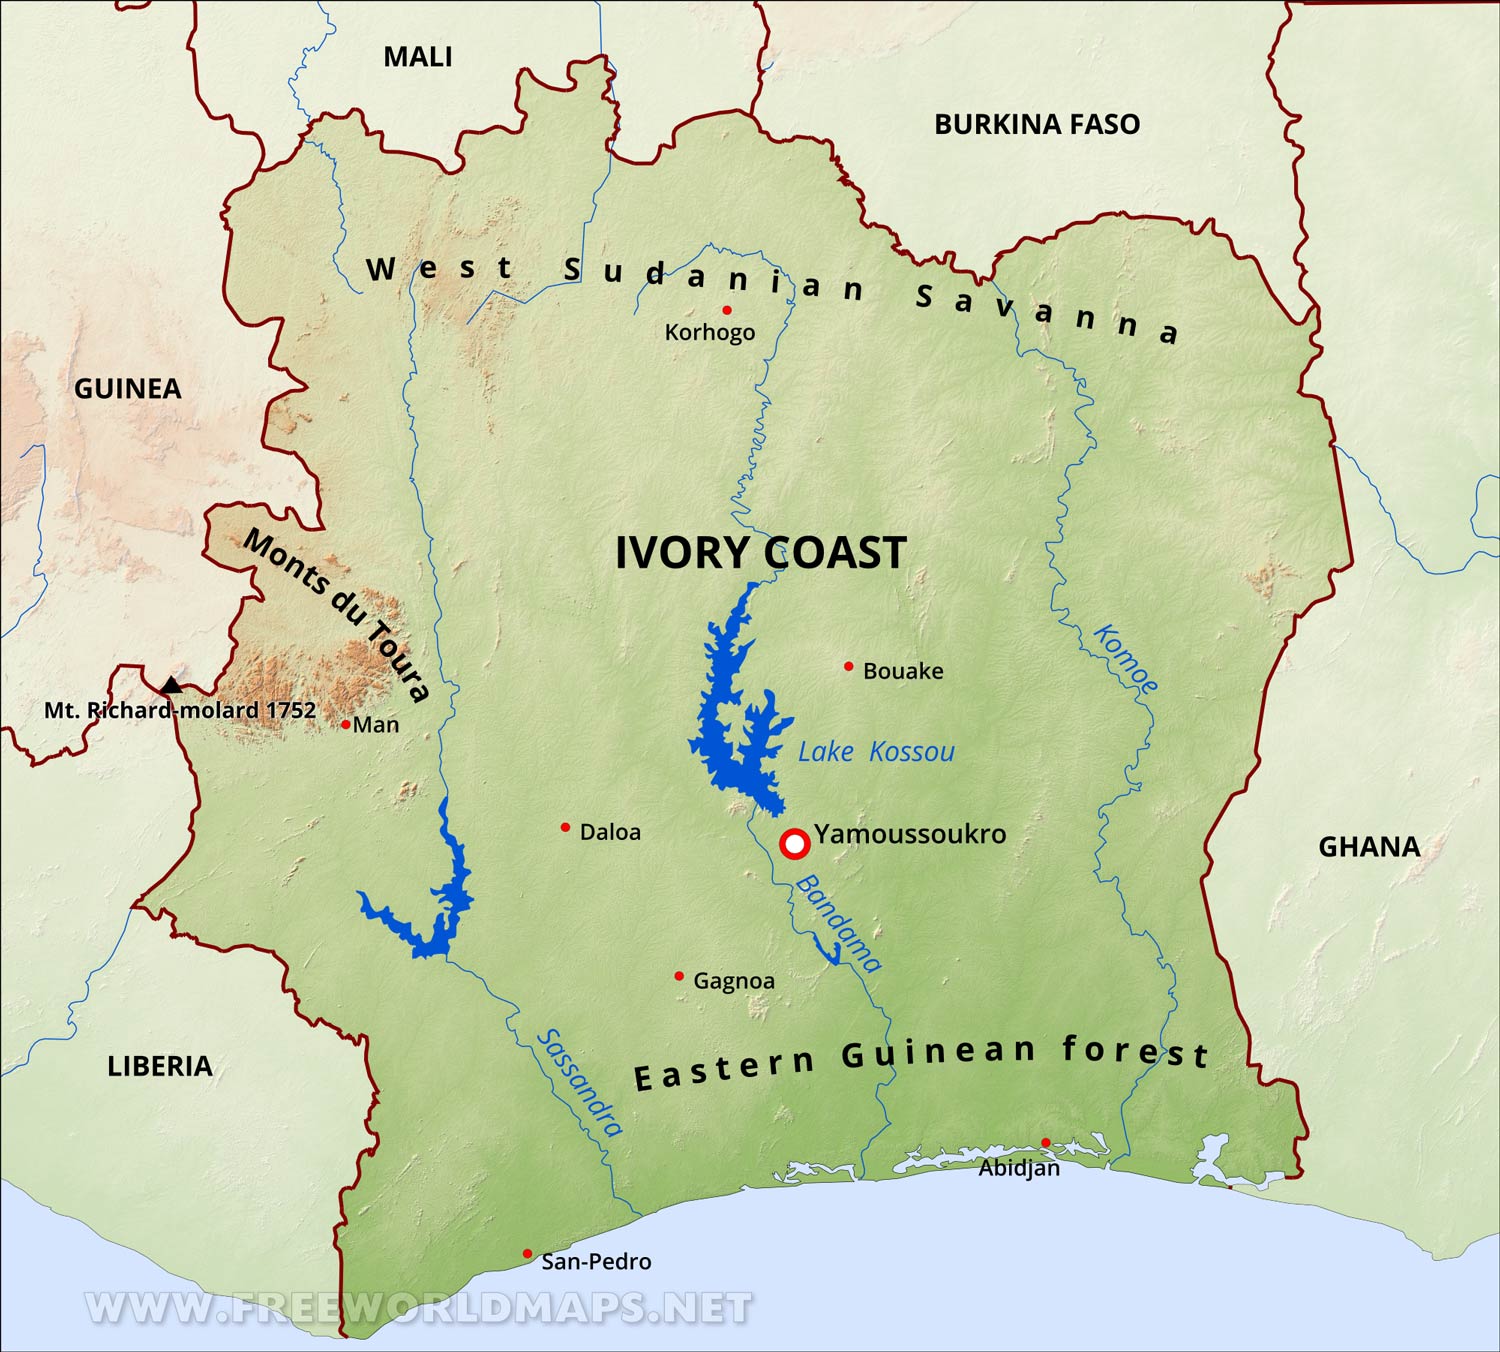 MALI
BURKINA FASO
West Sudanian Savanna
Korhogo
GUINEA
IVORY COAST
Monts du Toura
Komoe
Bouake
Mt. Richard-molard 1752
Man
Lake Kossou
Daloa
Yamoussoukro
GHANA
Bandama
Gagnoa
Sassandra
Eastern Guinean forest
LIBERIA
Abidjan
San-Pedro
WWW.FREEWORLDMAPS.NET